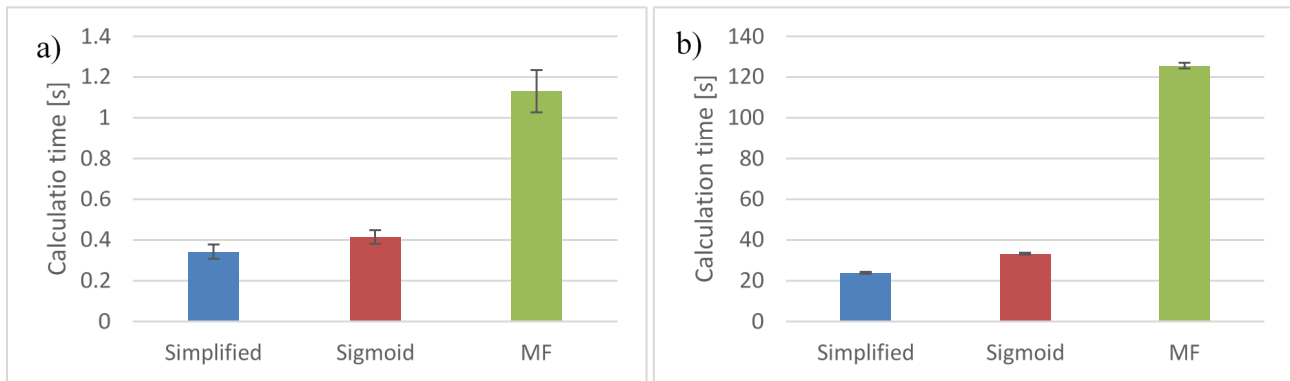 a)
Calculatio time [s]
1.4
1.2
1
0.8
0.6
0.4
0.2
0
Simplified Sigmoid MF
b)
Calculation time [s]
140
120
100
80
60
40
20
0
Simplified Sigmoid MF